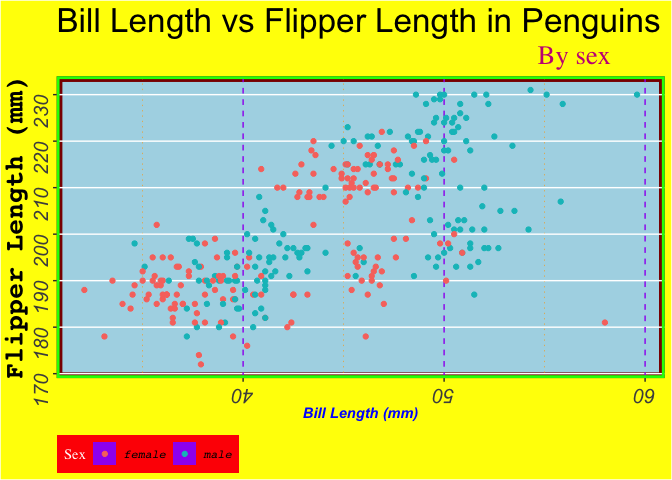 Bill Length vs Flipper Length in Penguins
By sex
Flipper Length (mm)
230
220
210
200
190
180
170
40
50
60
Bill Length (mm)
Sex female male